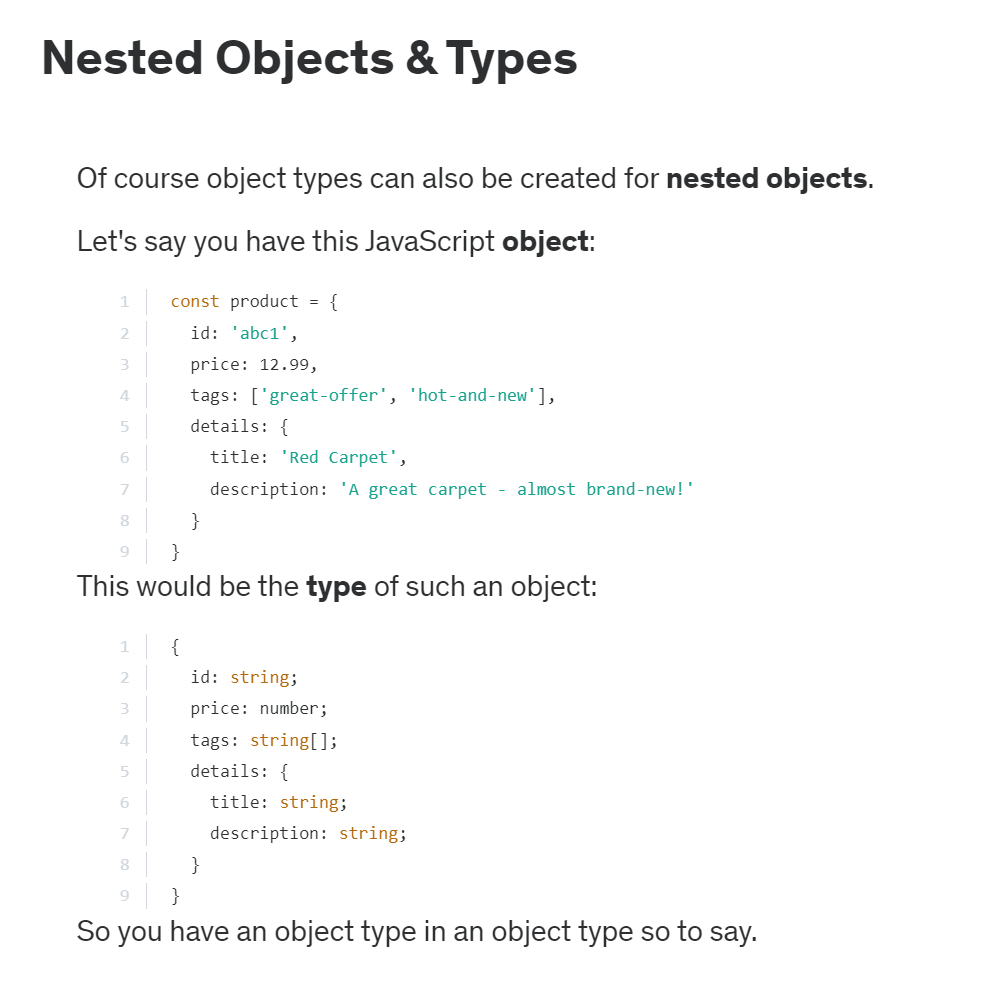 Nested Objects & Types
Of course object types can also be created for nested objects.
Let's say you have this JavaScript object:
1 const product = {
2   id: 'abc1',
3   price: 12.99,
4   tags: ['great-offer', 'hot-and-new'],
5   details: {
6     title: 'Red Carpet',
7     description: 'A great carpet - almost brand-new!'
8   }
9 }
This would be the type of such an object:
1 {
2   id: string;
3   price: number;
4   tags: string[];
5   details: {
6     title: string;
7     description: string;
8   }
9 }
So you have an object type in an object type so to say.